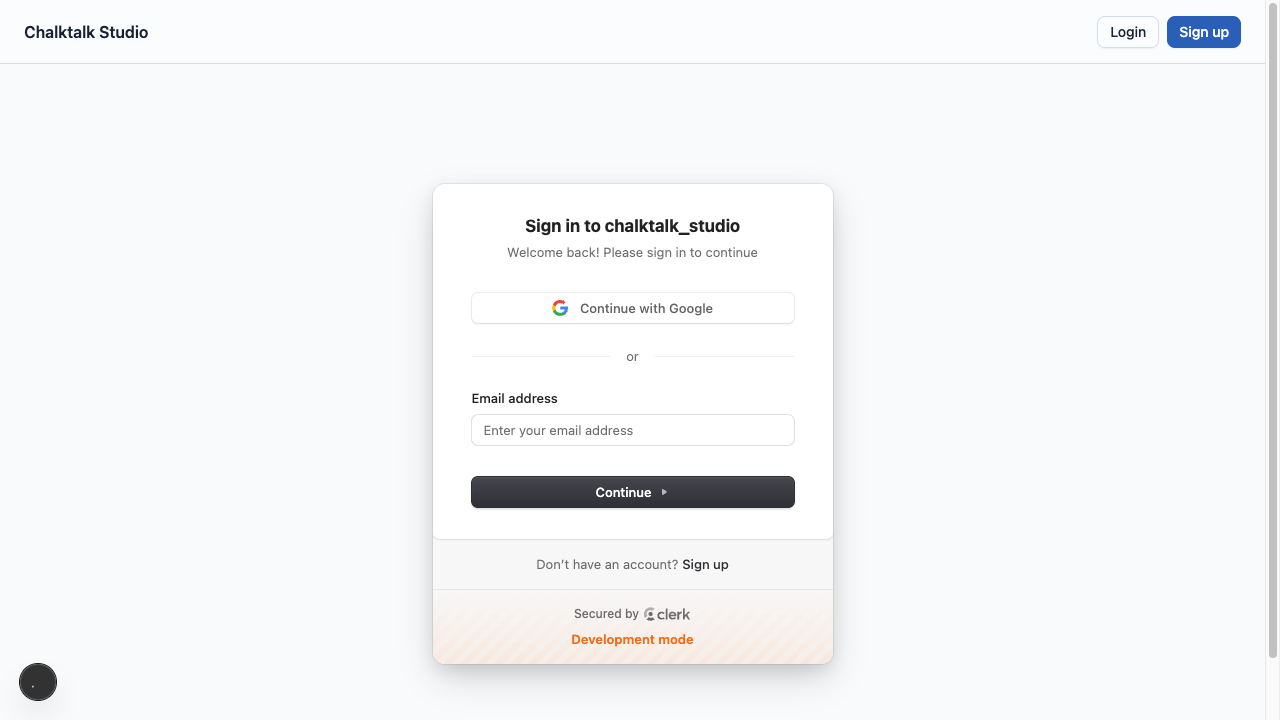 Chalktalk Studio
Login
Sign up
Sign in to chalktalk_studio
Welcome back! Please sign in to continue
Continue with Google
or
Email address
Enter your email address
Continue
Don't have an account? Sign up
Secured by clerk
Development mode